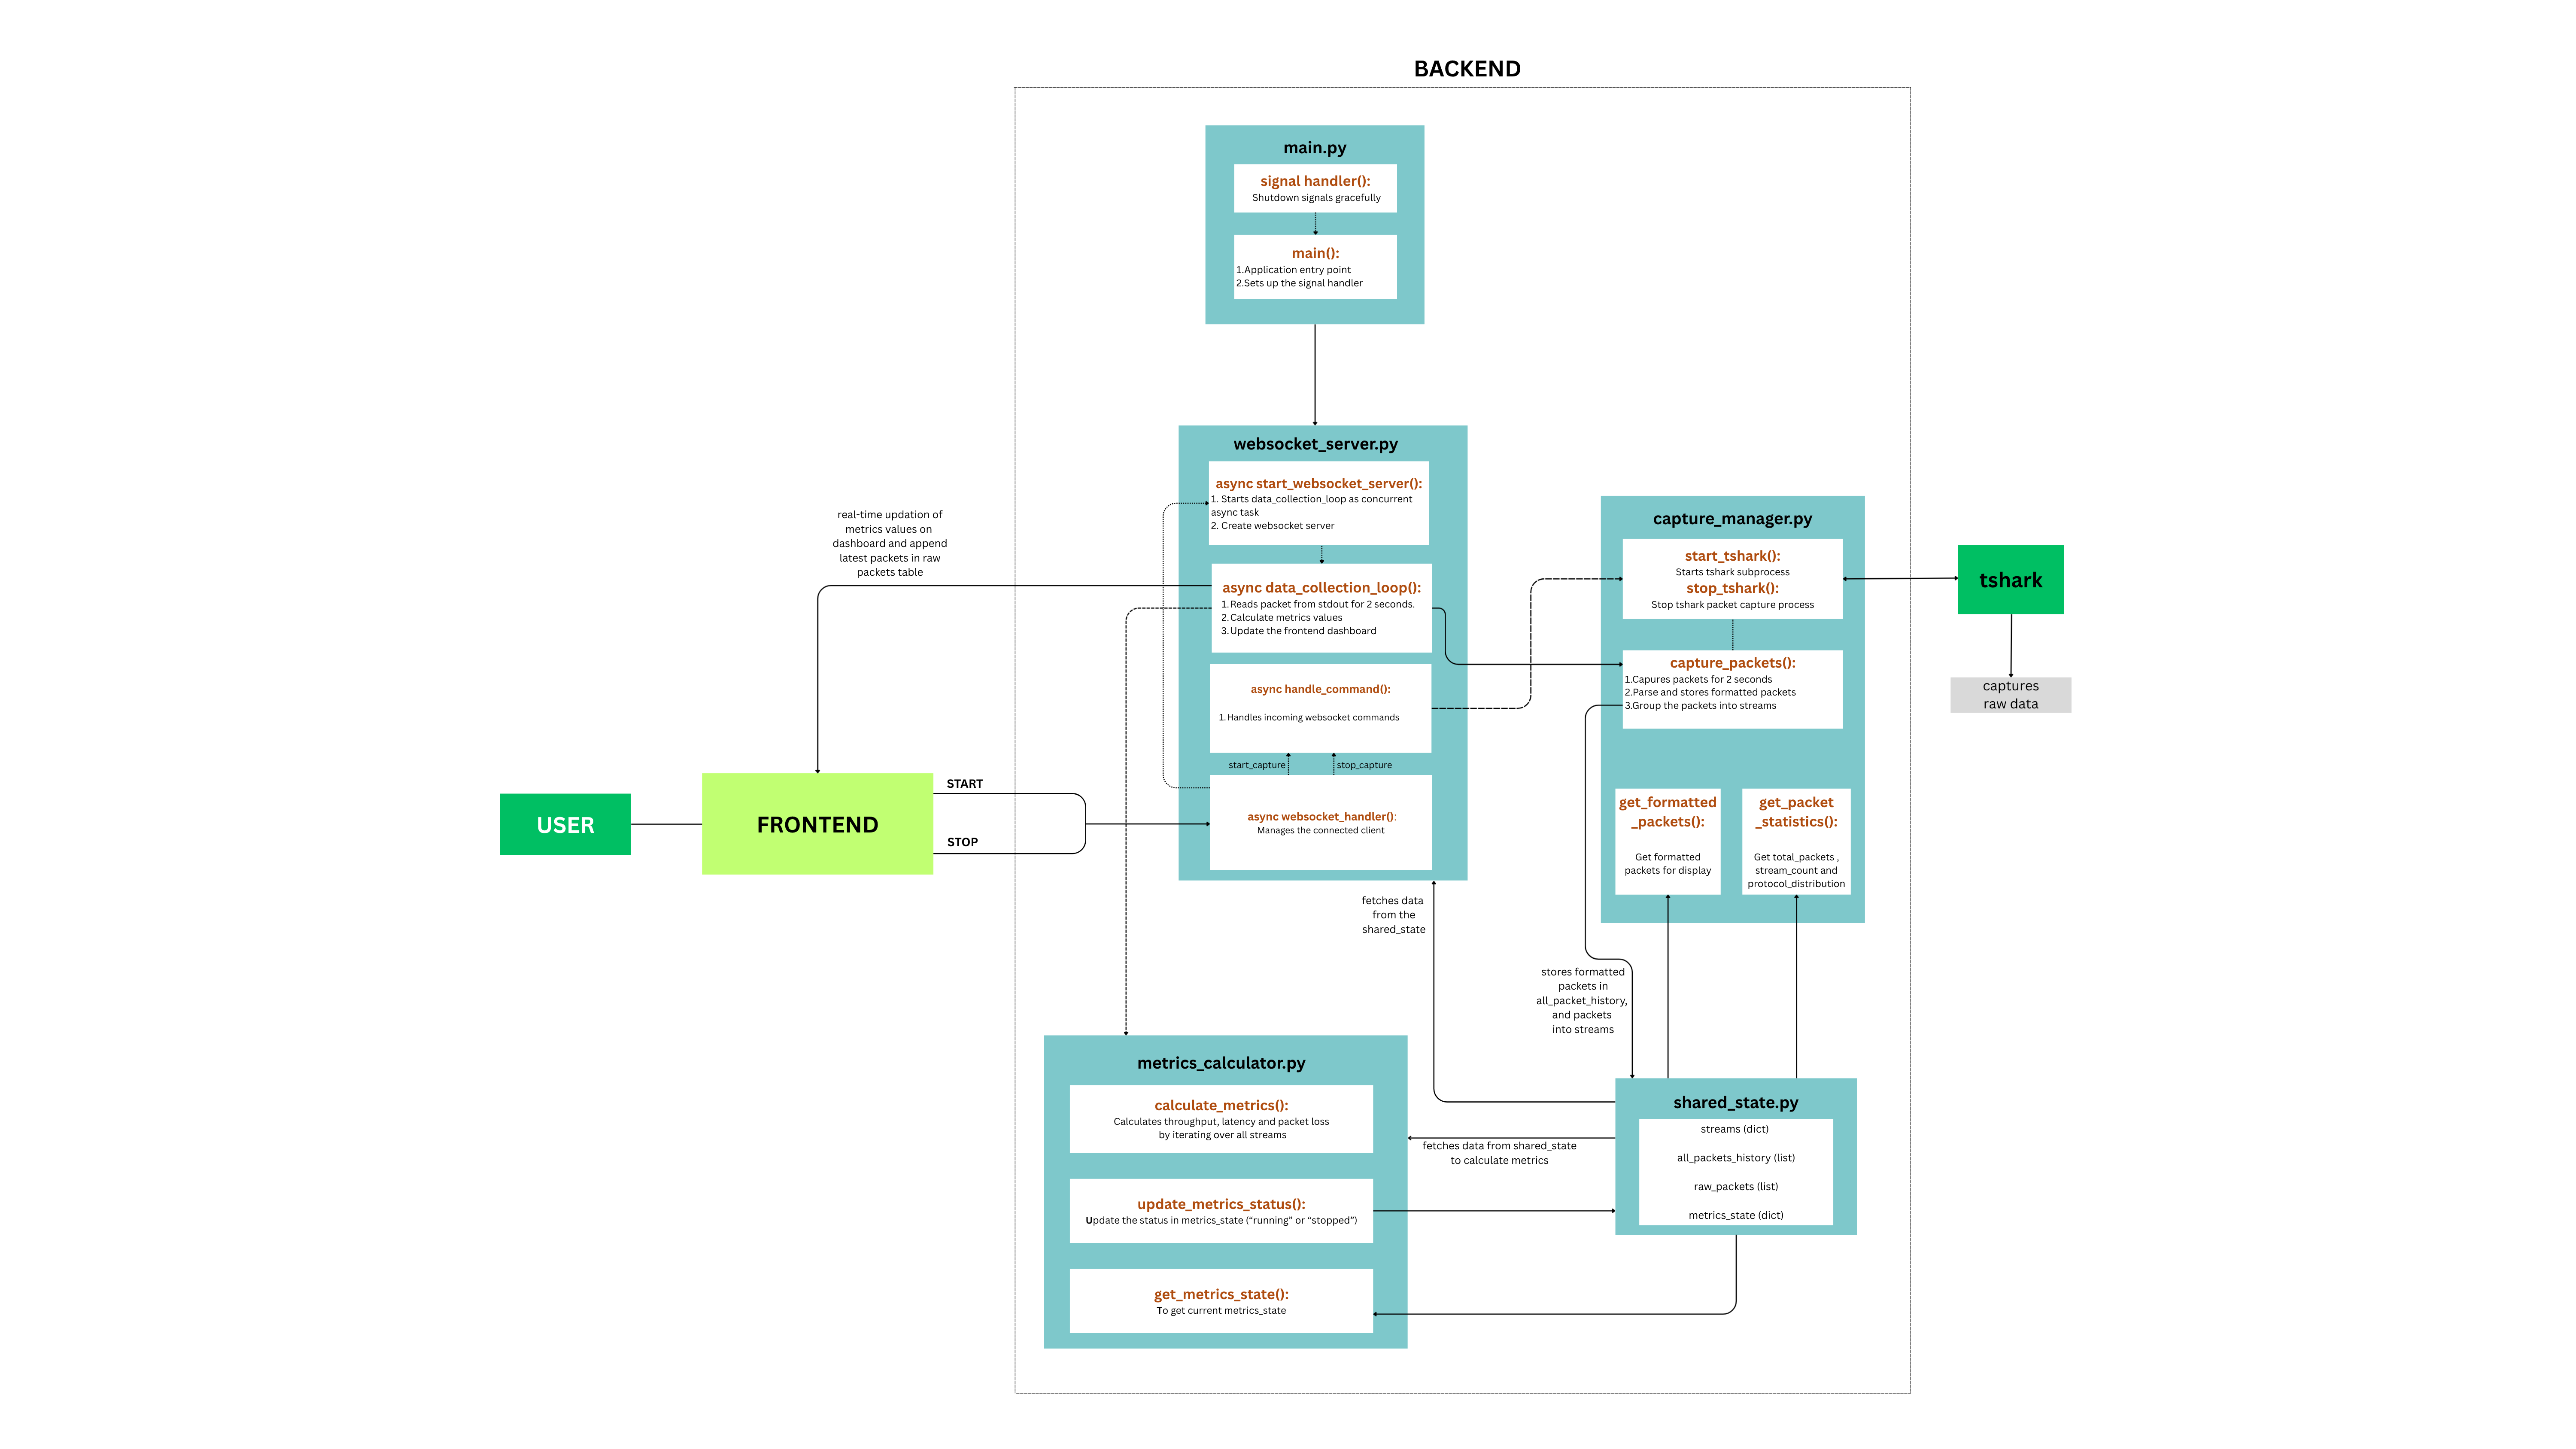 BACKEND
main.py
signal handler():
Shutdown signals gracefully
main():
1.Application entry point
2.Sets up the signal handler
websocket_server.py
async start_websocket_server():
1. Starts data_collection_loop as concurrent
async task
2. Create websocket server
async data_collection_loop():
1.Reads packet from stdout for 2 seconds.
2.Calculate metrics values
3.Update the frontend dashboard
async handle_command():
1.Handles incoming websocket commands
start_capture
stop_capture
async websocket_handler():
Manages the connected client
real-time updation of
metrics values on
dashboard and append
latest packets in raw
packets table
USER
FRONTEND
START
STOP
capture_manager.py
start_tshark():
Starts tshark subprocess
stop_tshark():
Stop tshark packet capture process
capture_packets():
1.Capures packets for 2 seconds
2.Parse and stores formatted packets
3.Group the packets into streams
get_formatted
_packets():
Get formatted
packets for display
get_packet
_statistics():
Get total_packets ,
stream_count and
protocol_distribution
tshark
captures
raw data
fetches data
from the
shared_state
stores formatted
packets in
all_packet_history,
and packets
into streams
metrics_calculator.py
calculate_metrics():
Calculates throughput, latency and packet loss
by iterating over all streams
update_metrics_status():
Update the status in metrics_state (“running” or “stopped”)
get_metrics_state():
To get current metrics_state
fetches data from shared_state
to calculate metrics
shared_state.py
streams (dict)
all_packets_history (list)
raw_packets (list)
metrics_state (dict)